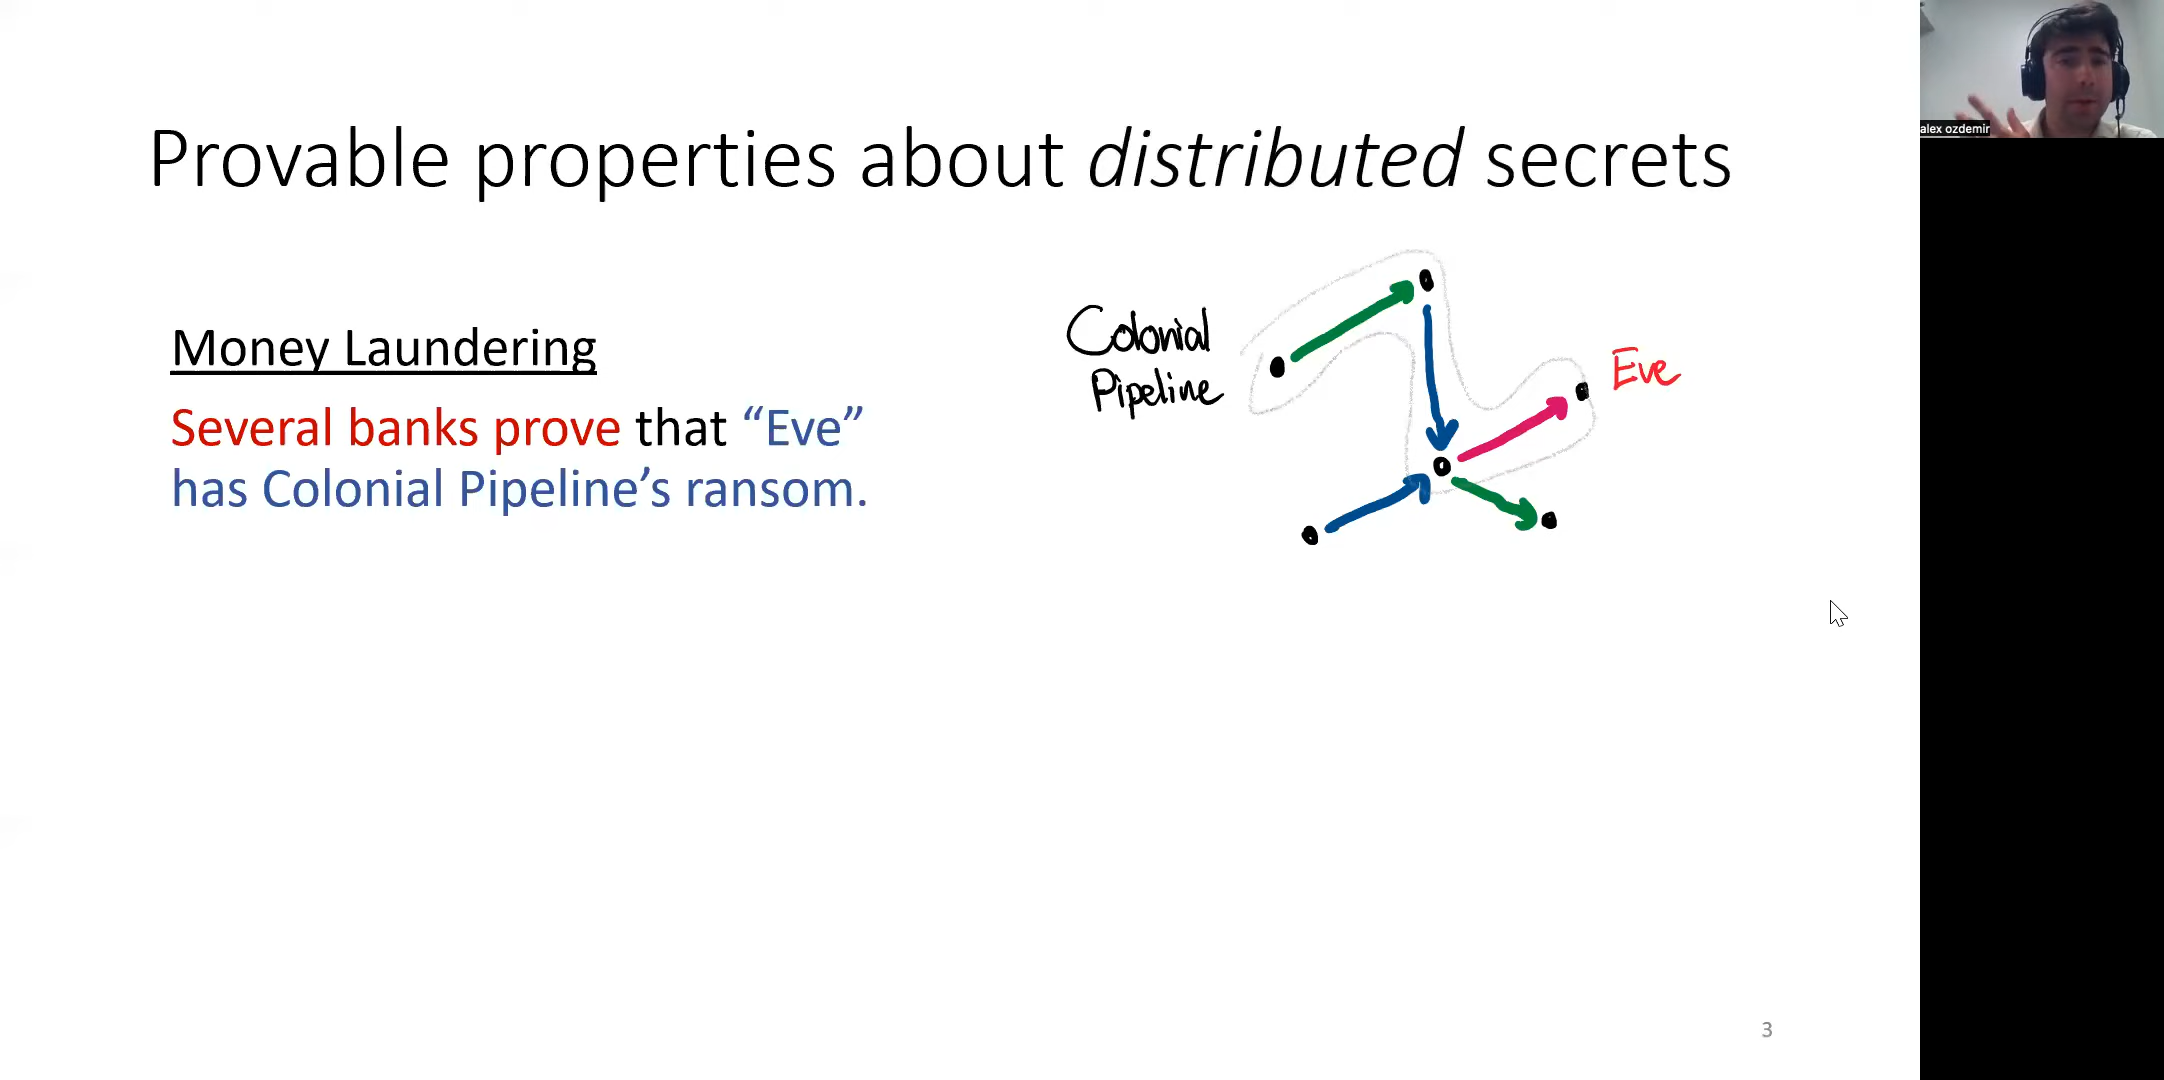 Provable properties about distributed secrets
Money Laundering
Several banks prove that “Eve”
has Colonial Pipeline’s ransom.
Colonial
Pipeline
Eve
alex ozdemir
3